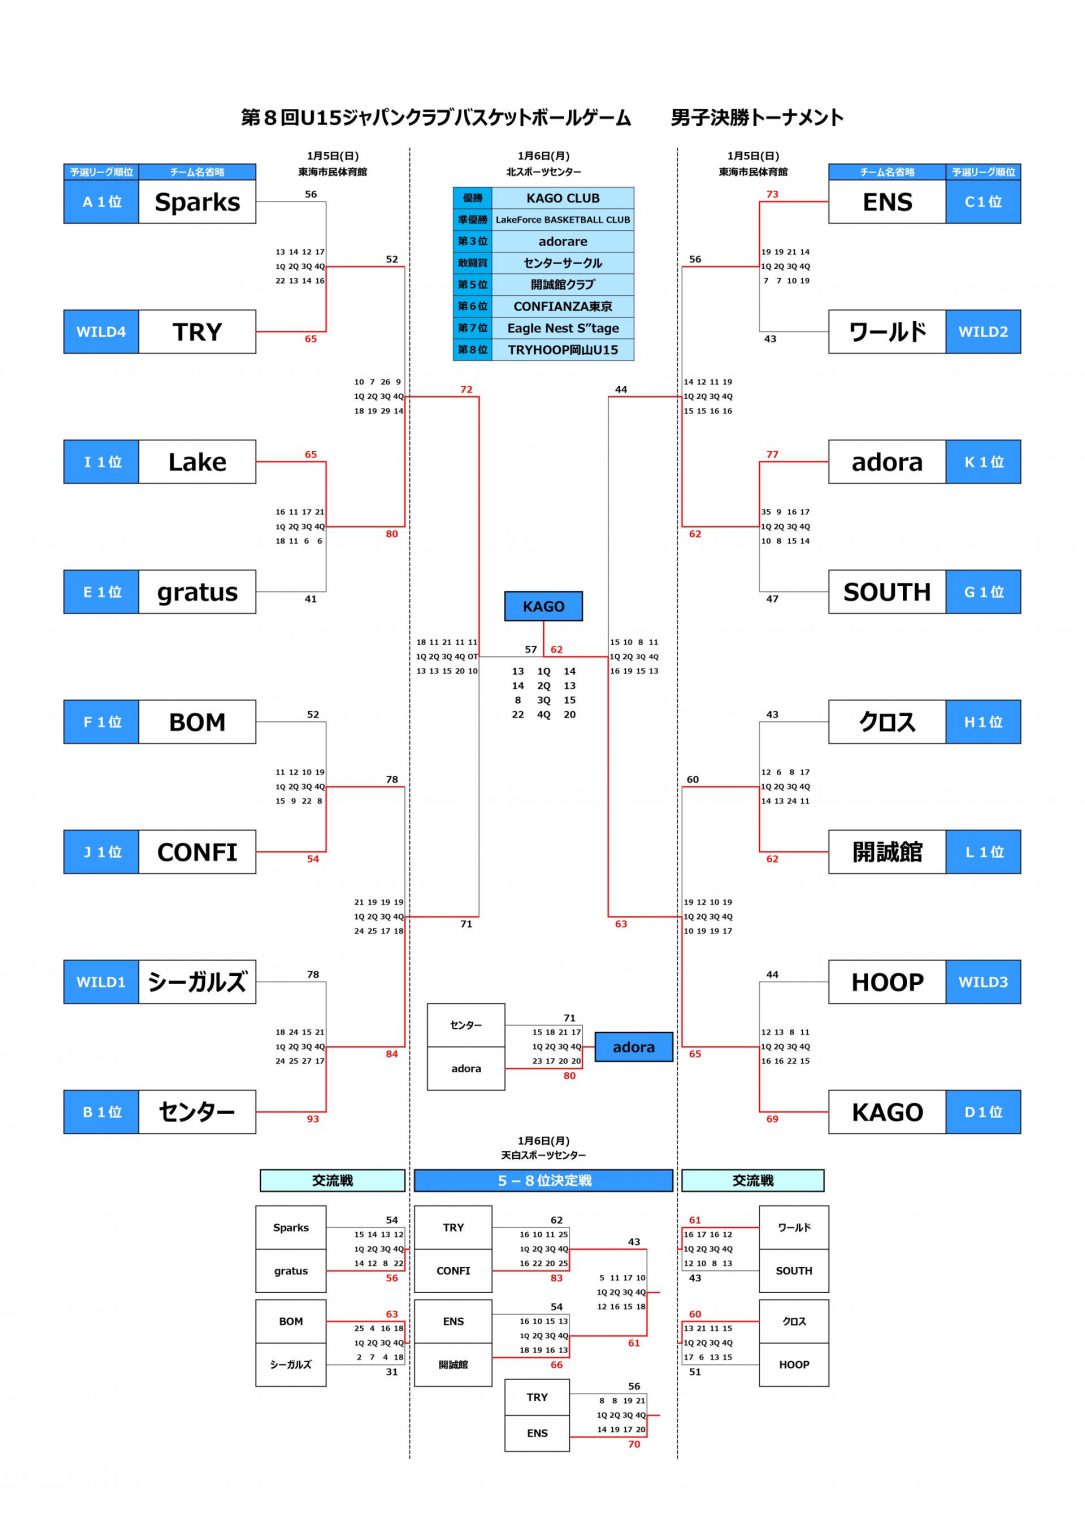 第８回U15ジャパンクラブバスケットボールゲーム　　男子決勝トーナメント
1月5日(日)
東海市民体育館
1月6日(月)
北スポーツセンター
1月5日(日)
東海市民体育館
予選リーグ順位 チーム名省略
チーム名省略 予選リーグ順位
優勝 KAGO CLUB
準優勝 LakeForce BASKETBALL CLUB
第３位 adorare
敢闘賞 センターサークル
第５位 開誠館クラブ
第６位 CONFIANZA東京
第７位 Eagle Nest S”tage
第８位 TRYHOOP岡山U15
A１位 Sparks 56
13 14 12 17
1Q 2Q 3Q 4Q
22 13 14 16
52
WILD4 TRY 65
10 7 26 9
1Q 2Q 3Q 4Q
18 19 29 14
72
I１位 Lake 65
16 11 17 21
1Q 2Q 3Q 4Q
18 11 6 6
80
E１位 gratus 41
18 11 21 11 11
1Q 2Q 3Q 4Q OT
13 13 15 20 10
F１位 BOM 52
11 12 10 19
1Q 2Q 3Q 4Q
15 9 22 8
78
J１位 CONFI 54
21 19 19 19
1Q 2Q 3Q 4Q
24 25 17 18
71
WILD1 シーガルズ 78
18 24 15 21
1Q 2Q 3Q 4Q
24 25 27 17
84
B１位 センター 93
KAGO
57 62
13 1Q 14
14 2Q 13
8 3Q 15
22 4Q 20
73 ENS C１位
19 19 21 14
1Q 2Q 3Q 4Q
7 7 10 19
56
43 ワールド WILD2
44
14 12 11 19
1Q 2Q 3Q 4Q
15 15 16 16
77 adora K１位
35 9 16 17
1Q 2Q 3Q 4Q
10 8 15 14
62
47 SOUTH G１位
15 10 8 11
1Q 2Q 3Q 4Q
16 19 15 13
43 クロス H１位
12 6 8 17
1Q 2Q 3Q 4Q
14 13 24 11
60
62 開誠館 L１位
63
19 12 10 19
1Q 2Q 3Q 4Q
10 19 19 17
44 HOOP WILD3
12 13 8 11
1Q 2Q 3Q 4Q
16 16 22 15
65
69 KAGO D１位
センター 71
15 18 21 17
1Q 2Q 3Q 4Q
23 17 20 20
adora 80
adora
1月6日(月)
天白スポーツセンター
交流戦
５－８位決定戦
交流戦
Sparks 54
15 14 13 12
1Q 2Q 3Q 4Q
14 12 8 22
gratus 56
BOM 63
25 4 16 18
1Q 2Q 3Q 4Q
2 7 4 18
シーガルズ 31
TRY 62
16 10 11 25
1Q 2Q 3Q 4Q
16 22 20 25
CONFI 83
43
5 11 17 10
1Q 2Q 3Q 4Q
12 16 15 18
61
ENS 54
16 10 15 13
1Q 2Q 3Q 4Q
18 19 16 13
開誠館 66
TRY 56
8 8 19 21
1Q 2Q 3Q 4Q
14 19 17 20
ENS 70
61 ワールド
16 17 16 12
1Q 2Q 3Q 4Q
12 10 8 13
43 SOUTH
60 クロス
13 21 11 15
1Q 2Q 3Q 4Q
17 6 13 15
51 HOOP